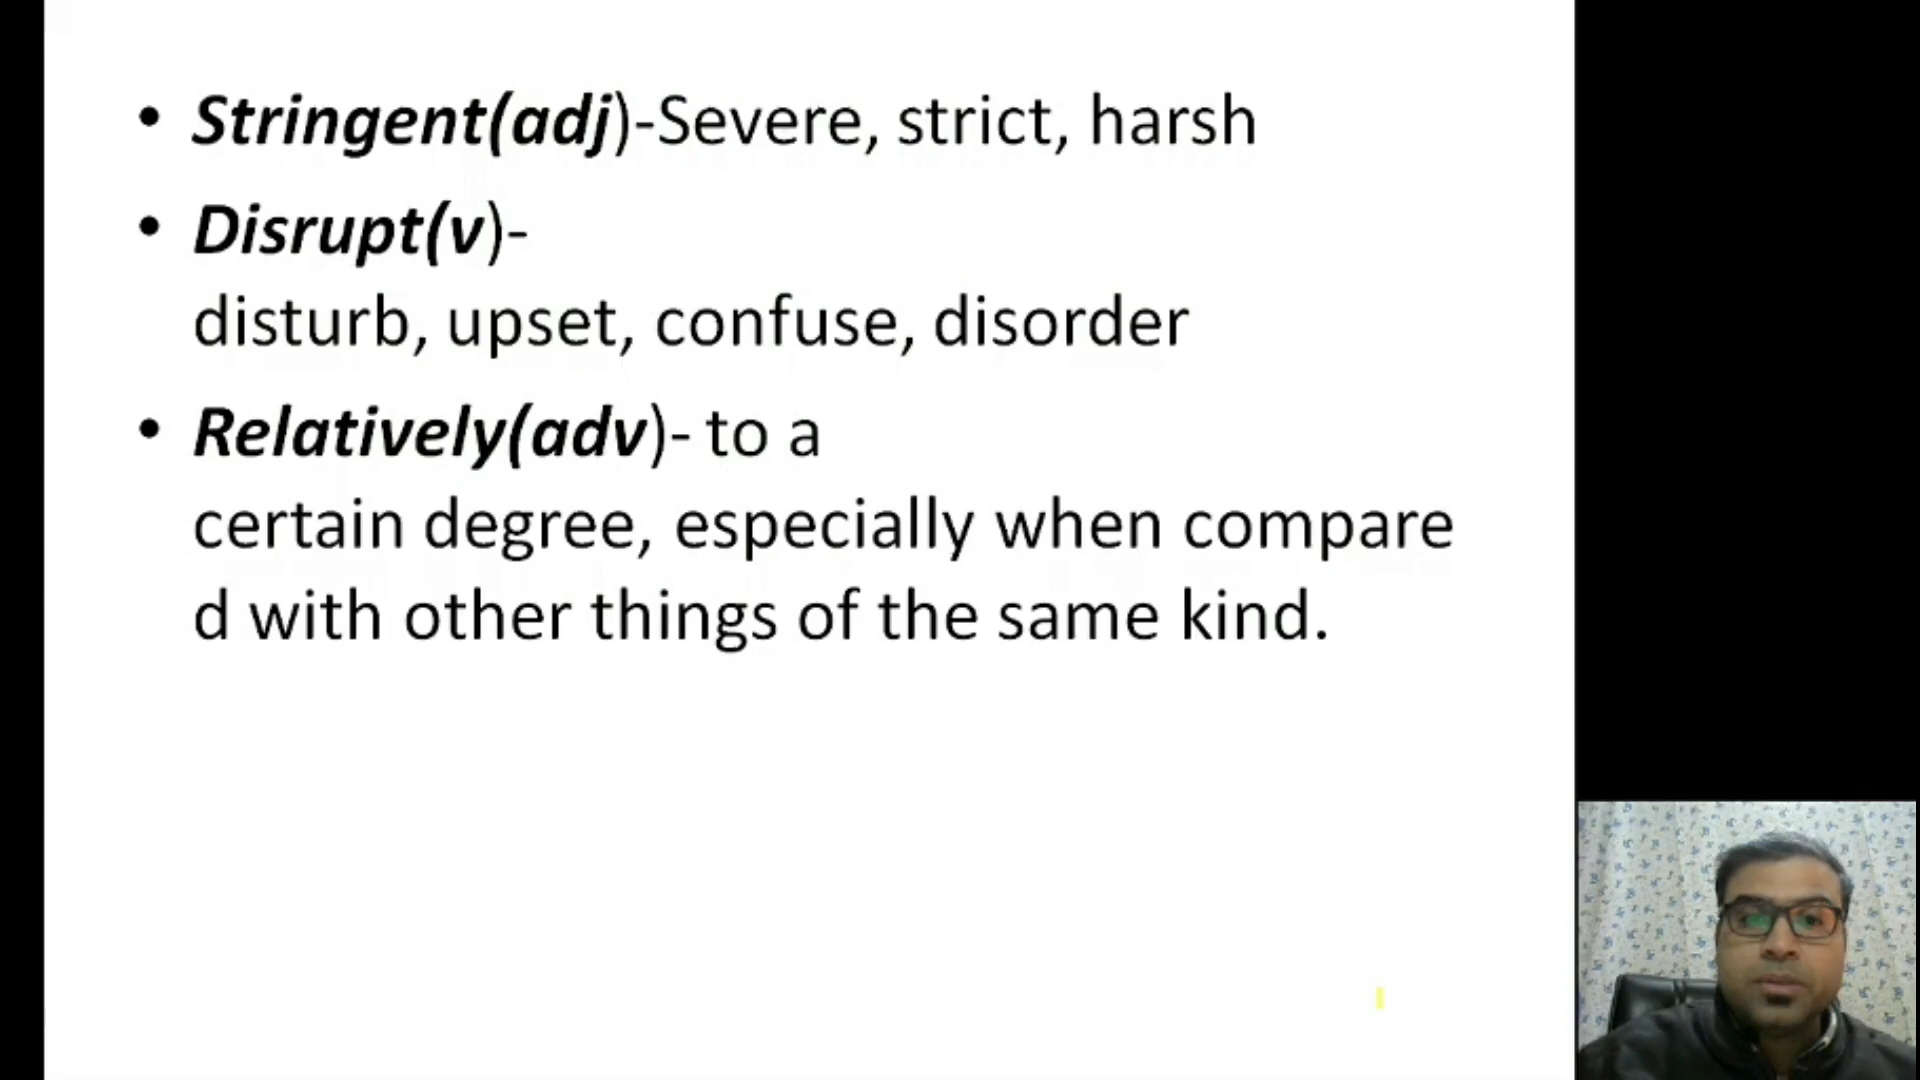 • Stringent(adj)-Severe, strict, harsh
• Disrupt(v)-
disturb, upset, confuse, disorder
• Relatively(adv)- to a
certain degree, especially when compare
d with other things of the same kind.